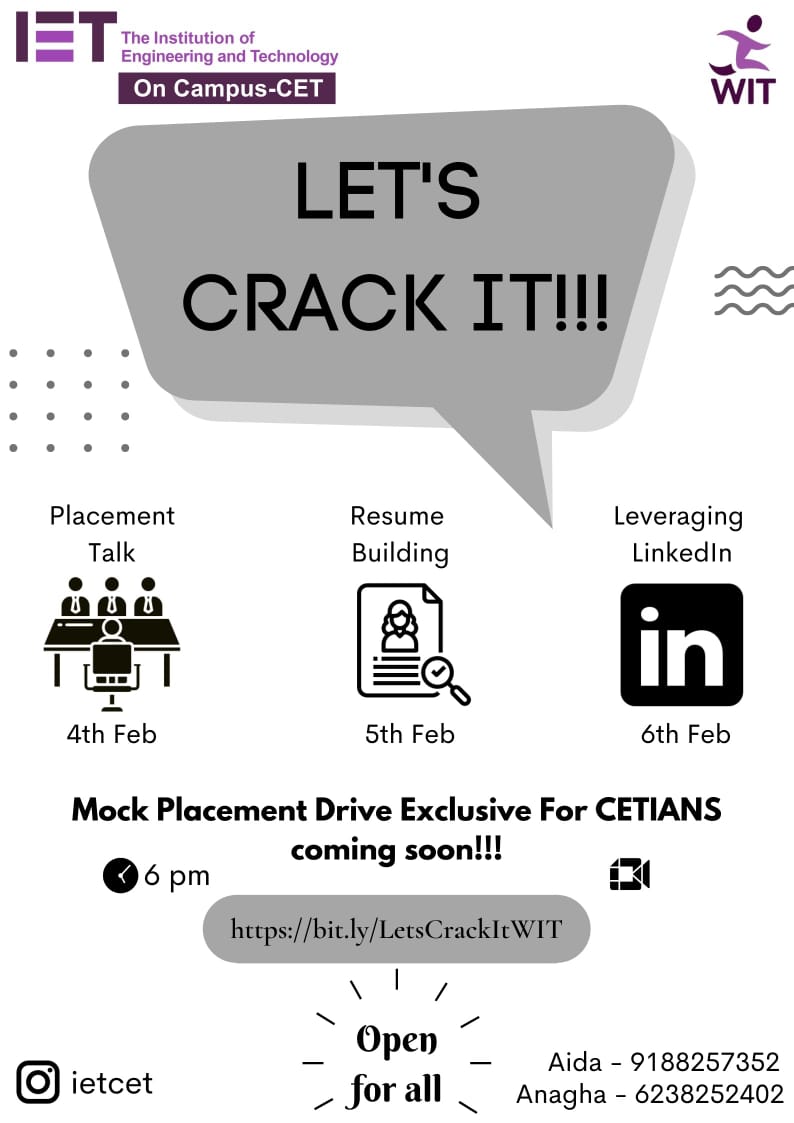 IET The Institution of
Engineering and Technology
On Campus-CET
WIT
LET'S
CRACK IT!!!
Placement
Talk
4th Feb
Resume
Building
5th Feb
Leveraging
LinkedIn
in
6th Feb
Mock Placement Drive Exclusive For CETIANS
coming soon!!!
6 pm
https://bit.ly/LetsCrackItWIT
Open
for all
ietcet
Aida - 9188257352
Anagha - 6238252402